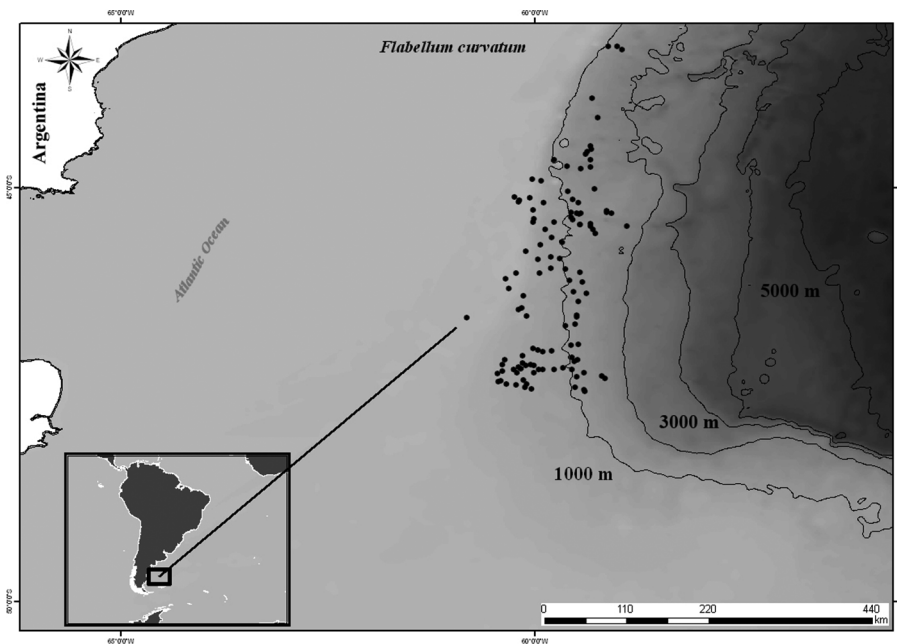 65°0'0"W
60°0'0"W
Flabellum curvatum
N
W
E
S
Argentina
45°0'0"S
Atlantic Ocean
5000 m
3000 m
1000 m
0
110
220
440
km
50°0'0"S
65°0'0"W
60°0'0"W